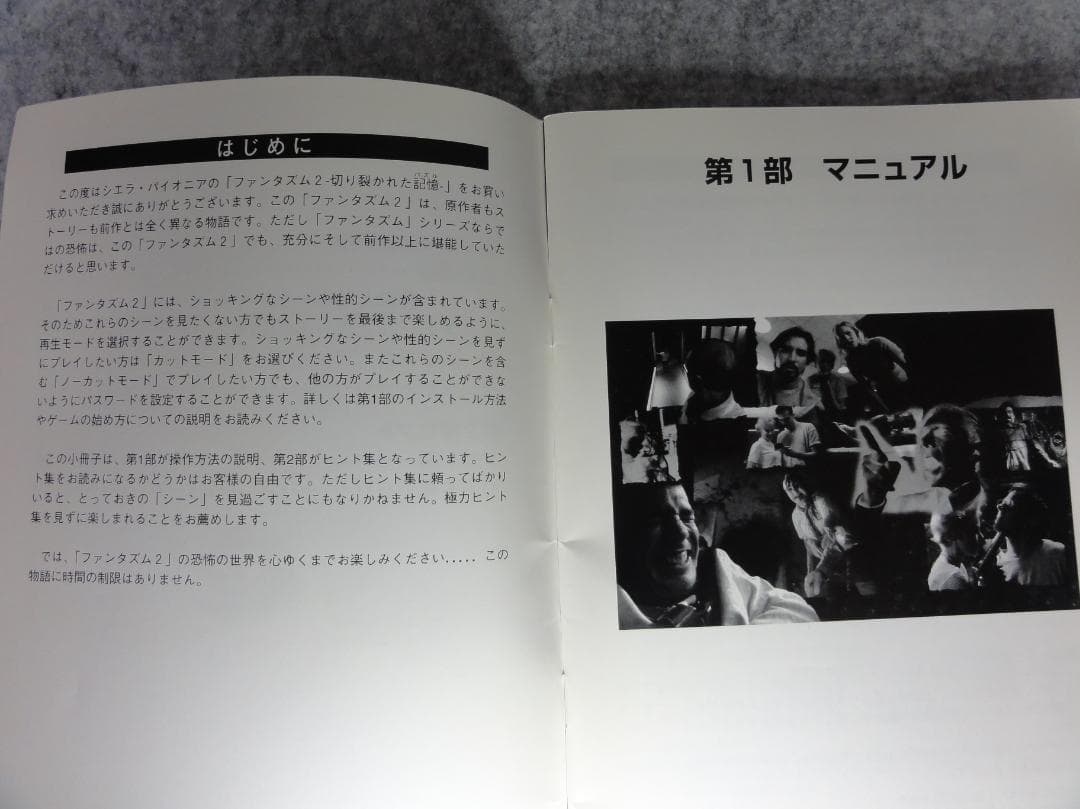 はじめに
この度はシエラ・パイオニアの「ファンタズム2-切り裂かれた記憶-」をお買い
パズル
求めいただき誠にありがとうございます。この「ファンタズム2」は、原作者もス
トーリーも前作とは全く異なる物語です。ただし「ファンタズム」シリーズならで
はの恐怖は、この「ファンタズム2」でも、充分にそして前作以上に堪能していた
だけると思います。
「ファンタズム2」には、ショッキングなシーンや性的シーンが含まれています。
そのためこれらのシーンを見たくない方でもストーリーを最後まで楽しめるように、
再生モードを選択することができます。ショッキングなシーンや性的シーンを見ず
にプレイしたい方は「カットモード」をお選びください。またこれらのシーンを含
む「ノーカットモード」でプレイしたい方でも、他の方がプレイすることができな
いようにパスワードを設定することができます。詳しくは第1部のインストール方法
やゲームの始め方についての説明をお読みください。
この小冊子は、第1部が操作方法の説明、第2部がヒント集となっています。ヒン
ト集をお読みになるかどうかはお客様の自由です。ただしヒント集に頼ってばかり
いると、とっておきの「シーン」を見過ごすことにもなりかねません。極力ヒント
集を見ずに楽しまれることをお薦めします。
では、「ファンタズム2」の恐怖の世界を心ゆくまでお楽しみください..... この
物語に時間の制限はありません。
第1部 マニュアル